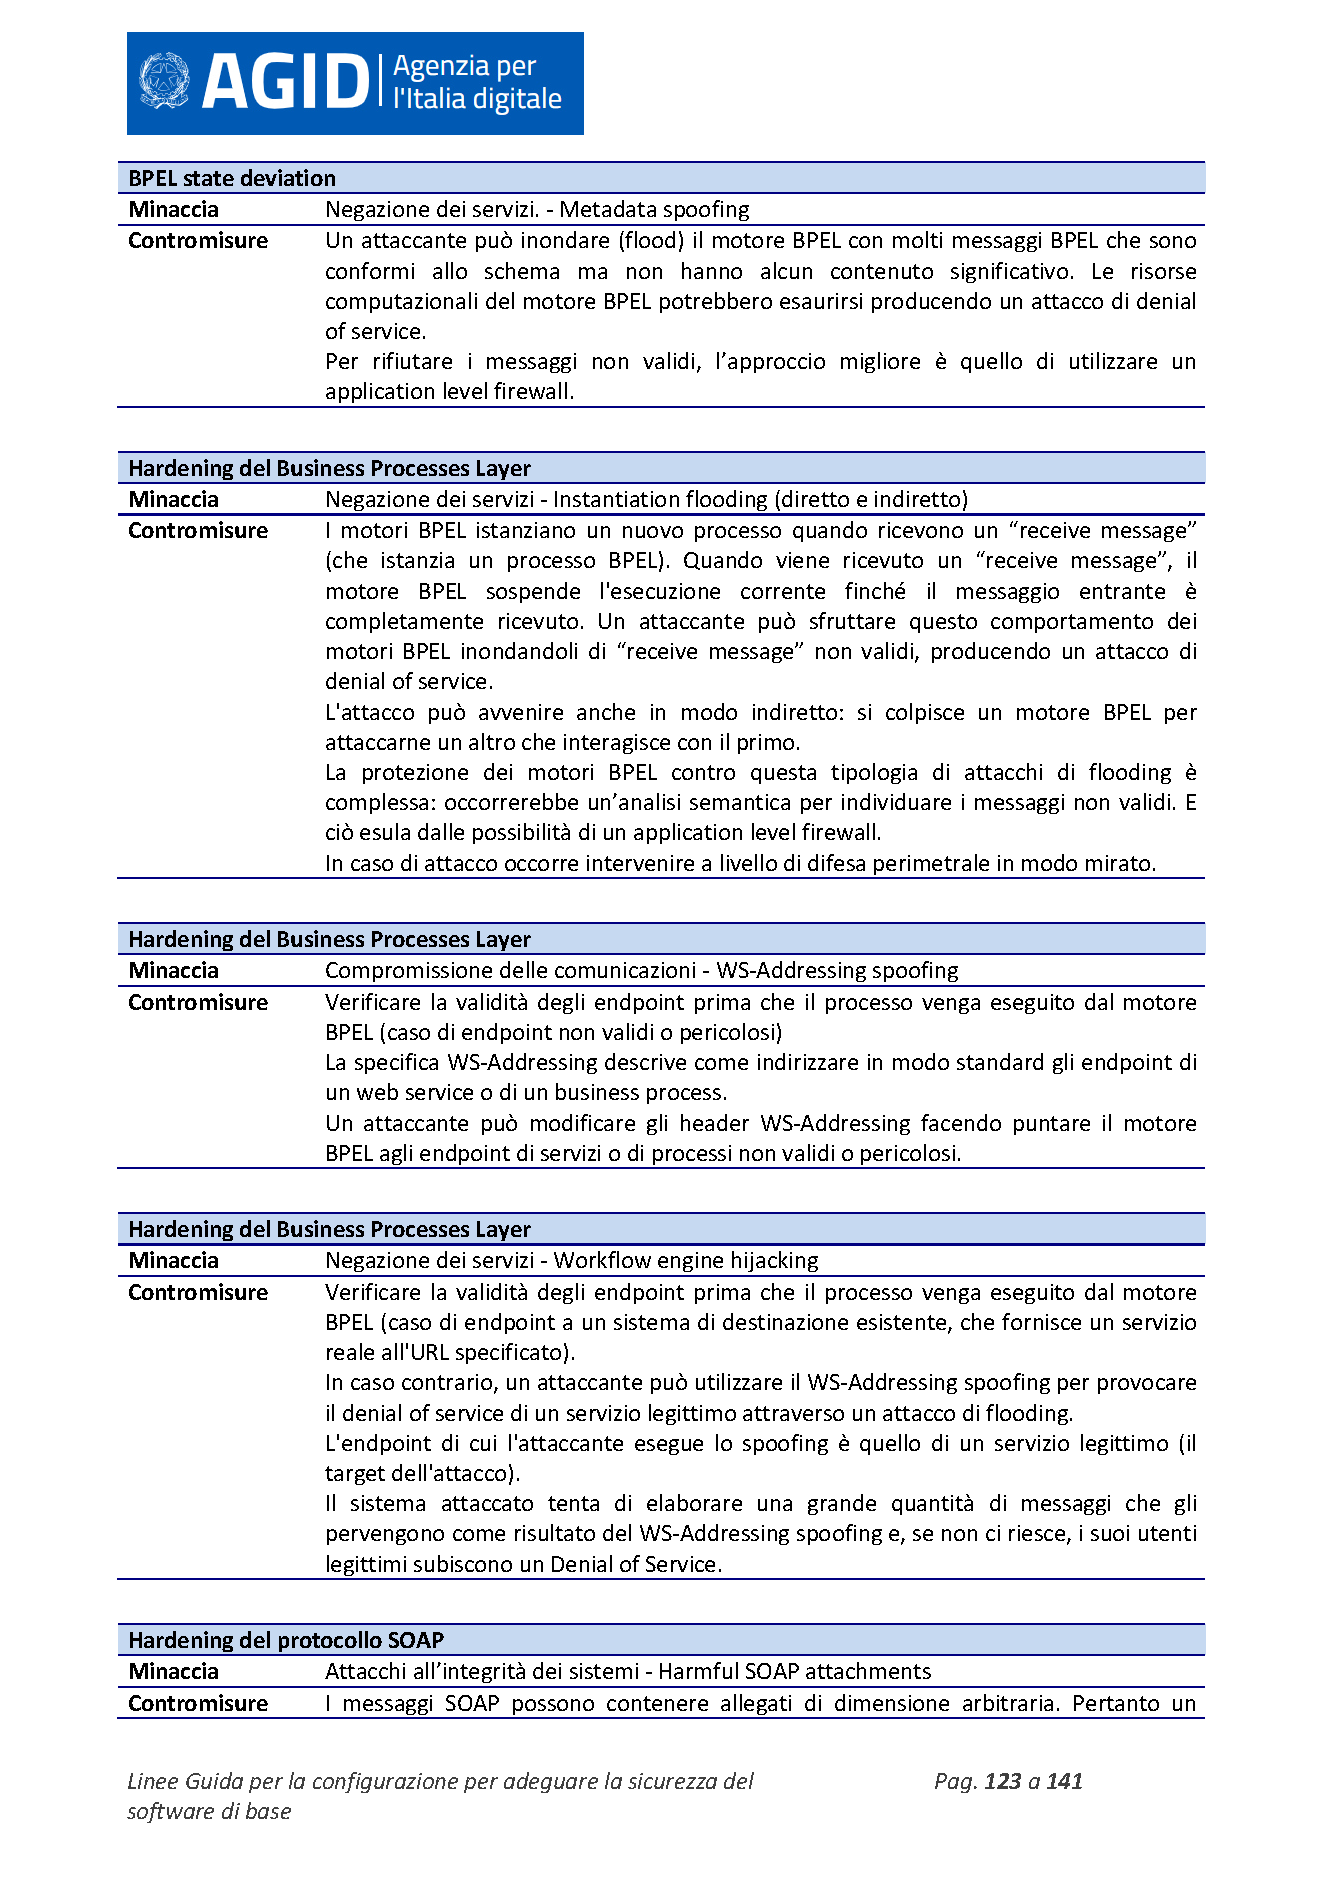 AGID Agenzia per
l'Italia digitale
BPEL state deviation
Minaccia Negazione dei servizi. - Metadata spoofing
Contromisure Un attaccante può inondare (flood) il motore BPEL con molti messaggi BPEL che sono
conformi allo schema ma non hanno alcun contenuto significativo. Le risorse
computazionali del motore BPEL potrebbero esaurirsi producendo un attacco di denial
of service.
Per rifiutare i messaggi non validi, l’approccio migliore è quello di utilizzare un
application level firewall.
Hardening del Business Processes Layer
Minaccia Negazione dei servizi - Instantiation flooding (diretto e indiretto)
Contromisure I motori BPEL istanziano un nuovo processo quando ricevono un “receive message”
(che istanzia un processo BPEL). Quando viene ricevuto un “receive message”, il
motore BPEL sospende l'esecuzione corrente finché il messaggio entrante è
completamente ricevuto. Un attaccante può sfruttare questo comportamento dei
motori BPEL inondandoli di “receive message” non validi, producendo un attacco di
denial of service.
L'attacco può avvenire anche in modo indiretto: si colpisce un motore BPEL per
attaccarne un altro che interagisce con il primo.
La protezione dei motori BPEL contro questa tipologia di attacchi di flooding è
complessa: occorrerebbe un’analisi semantica per individuare i messaggi non validi. E
ciò esula dalle possibilità di un application level firewall.
In caso di attacco occorre intervenire a livello di difesa perimetrale in modo mirato.
Hardening del Business Processes Layer
Minaccia Compromissione delle comunicazioni - WS-Addressing spoofing
Contromisure Verificare la validità degli endpoint prima che il processo venga eseguito dal motore
BPEL (caso di endpoint non validi o pericolosi)
La specifica WS-Addressing descrive come indirizzare in modo standard gli endpoint di
un web service o di un business process.
Un attaccante può modificare gli header WS-Addressing facendo puntare il motore
BPEL agli endpoint di servizi o di processi non validi o pericolosi.
Hardening del Business Processes Layer
Minaccia Negazione dei servizi - Workflow engine hijacking
Contromisure Verificare la validità degli endpoint prima che il processo venga eseguito dal motore
BPEL (caso di endpoint a un sistema di destinazione esistente, che fornisce un servizio
reale all'URL specificato).
In caso contrario, un attaccante può utilizzare il WS-Addressing spoofing per provocare
il denial of service di un servizio legittimo attraverso un attacco di flooding.
L'endpoint di cui l'attaccante esegue lo spoofing è quello di un servizio legittimo (il
target dell'attacco).
Il sistema attaccato tenta di elaborare una grande quantità di messaggi che gli
pervengono come risultato del WS-Addressing spoofing e, se non ci riesce, i suoi utenti
legittimi subiscono un Denial of Service.
Hardening del protocollo SOAP
Minaccia Attacchi all’integrità dei sistemi - Harmful SOAP attachments
Contromisure I messaggi SOAP possono contenere allegati di dimensione arbitraria. Pertanto un
Linee Guida per la configurazione per adeguare la sicurezza del Pag. 123 a 141
software di base